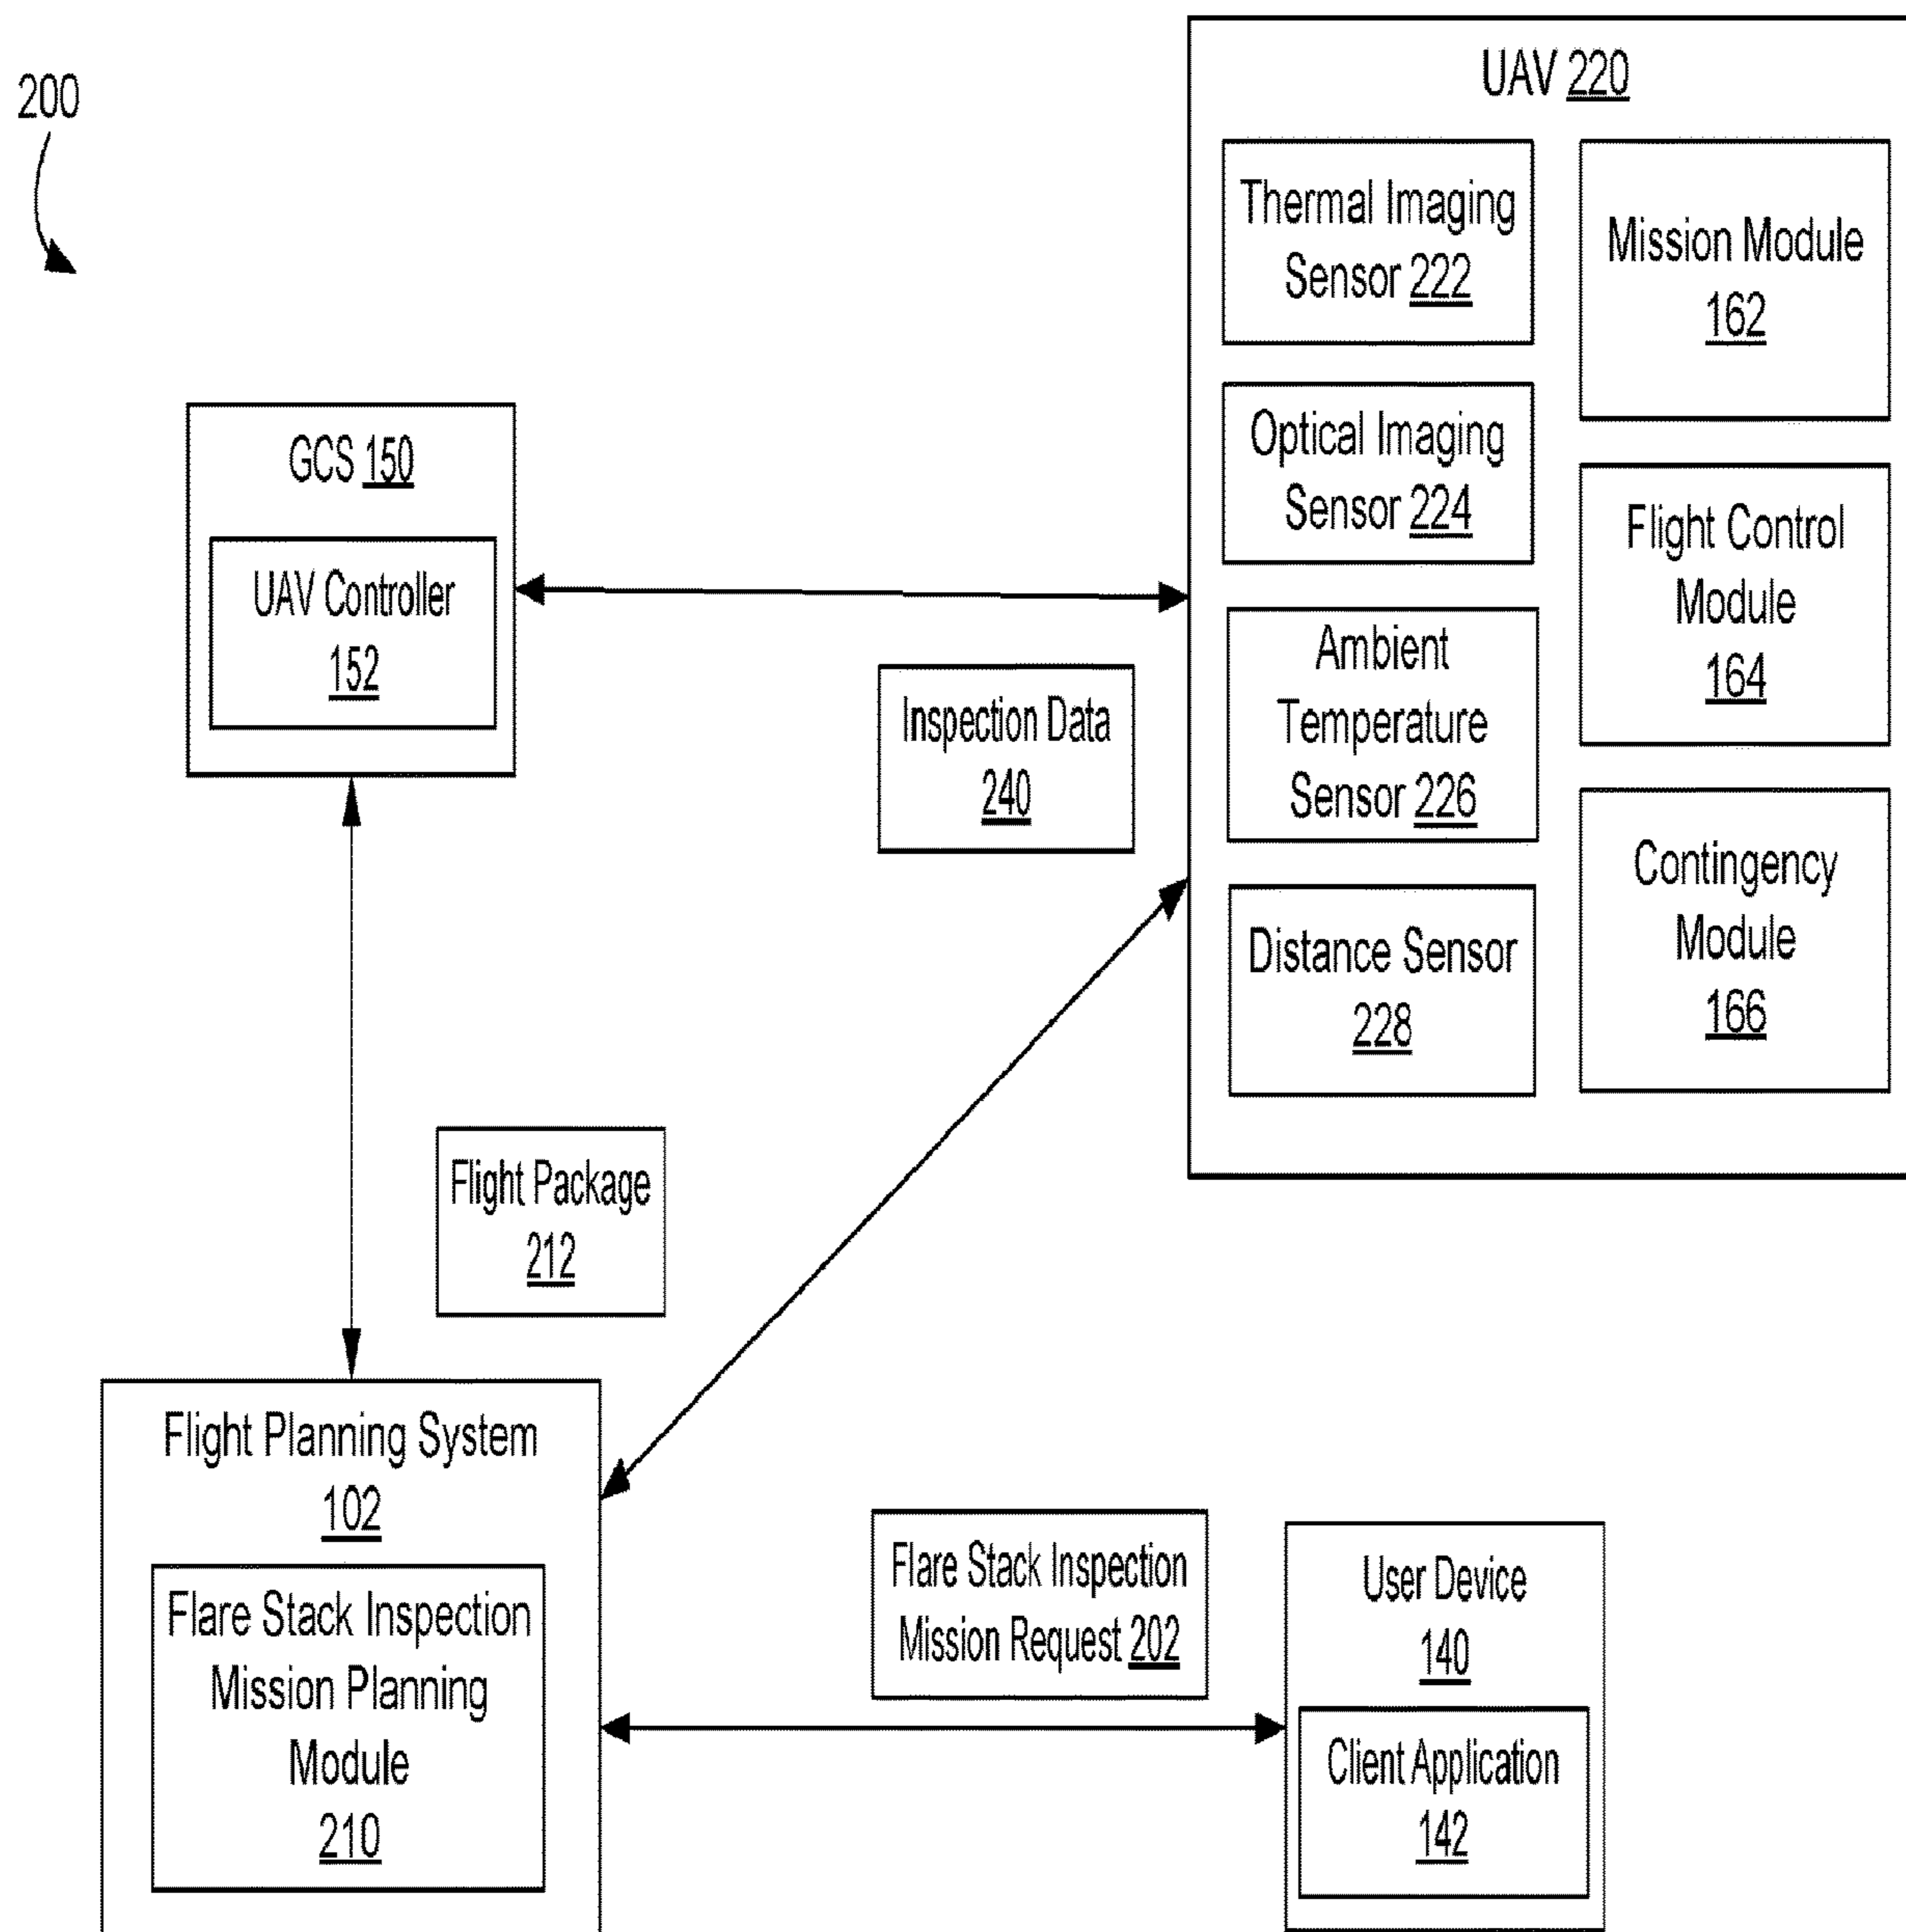 200
UAV 220
Thermal Imaging
Sensor 222
Optical Imaging
Sensor 224
Ambient
Temperature
Sensor 226
Distance Sensor
228
Mission Module
162
Flight Control
Module
164
Contingency
Module
166
GCS 150
UAV Controller
152
Inspection Data
240
Flight Package
212
Flight Planning System
102
Flare Stack Inspection
Mission Planning
Module
210
Flare Stack Inspection
Mission Request 202
User Device
140
Client Application
142